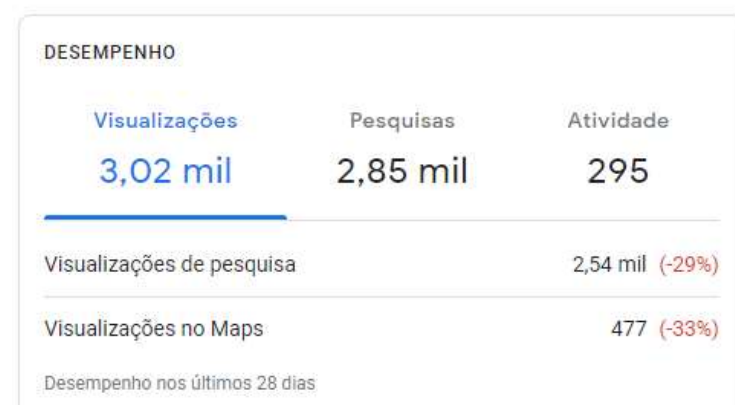 DESEMPENHO
Visualizações Pesquisas Atividade
3,02 mil 2,85 mil 295
Visualizações de pesquisa 2,54 mil (-29%)
Visualizações no Maps 477 (-33%)
Desempenho nos últimos 28 dias